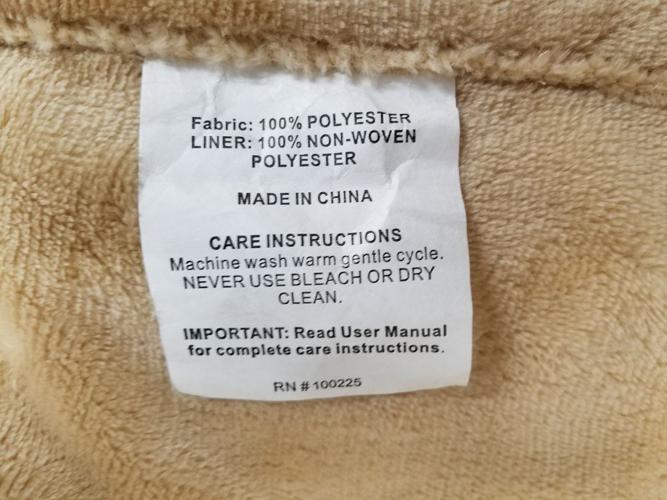 Fabric: 100% POLYESTER
LINER: 100% NON-WOVEN
POLYESTER
MADE IN CHINA
CARE INSTRUCTIONS
Machine wash warm gentle cycle.
NEVER USE BLEACH OR DRY
CLEAN.
IMPORTANT: Read User Manual
for complete care instructions.
RN # 100225